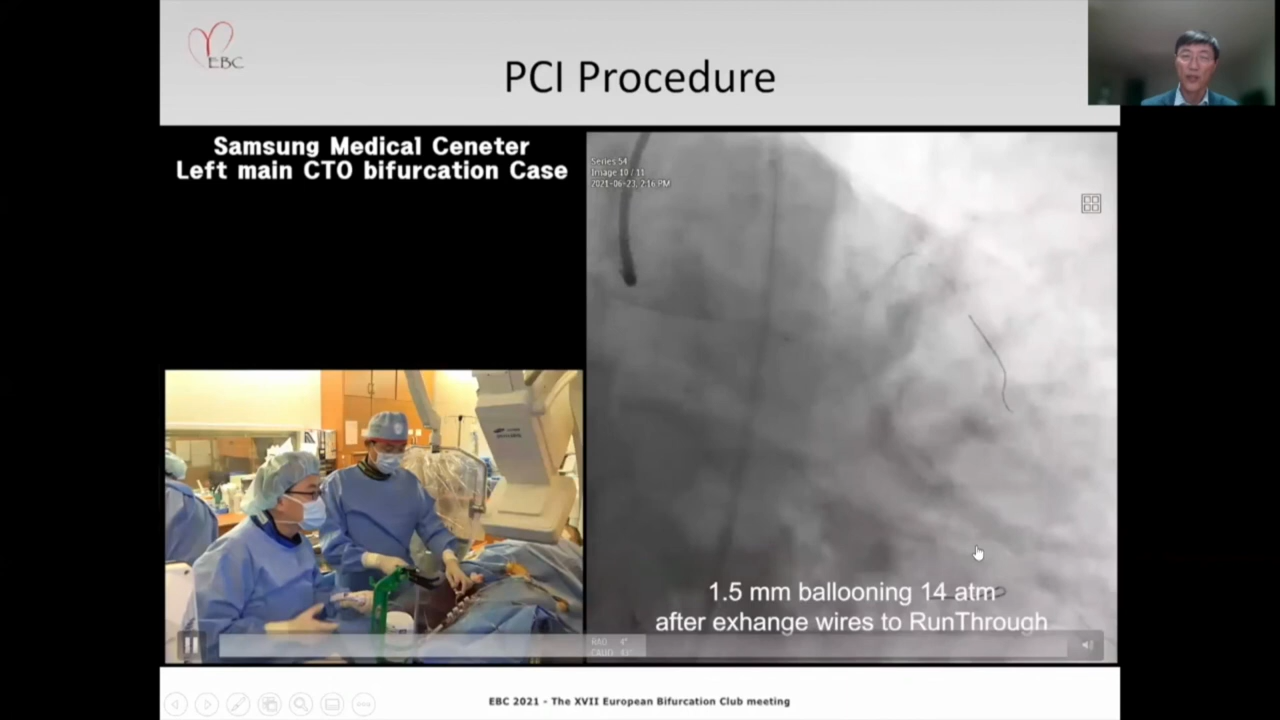 EBC
PCI Procedure
Samsung Medical Ceneter
Left main CTO bifurcation Case
Series 54
Image 10 / 11
2021-06-23, 2:16 PM
1.5 mm ballooning 14 atm
after exhange wires to RunThrough
RAO 4°
EBC 2021 - The XVII European Bifurcation Club meeting